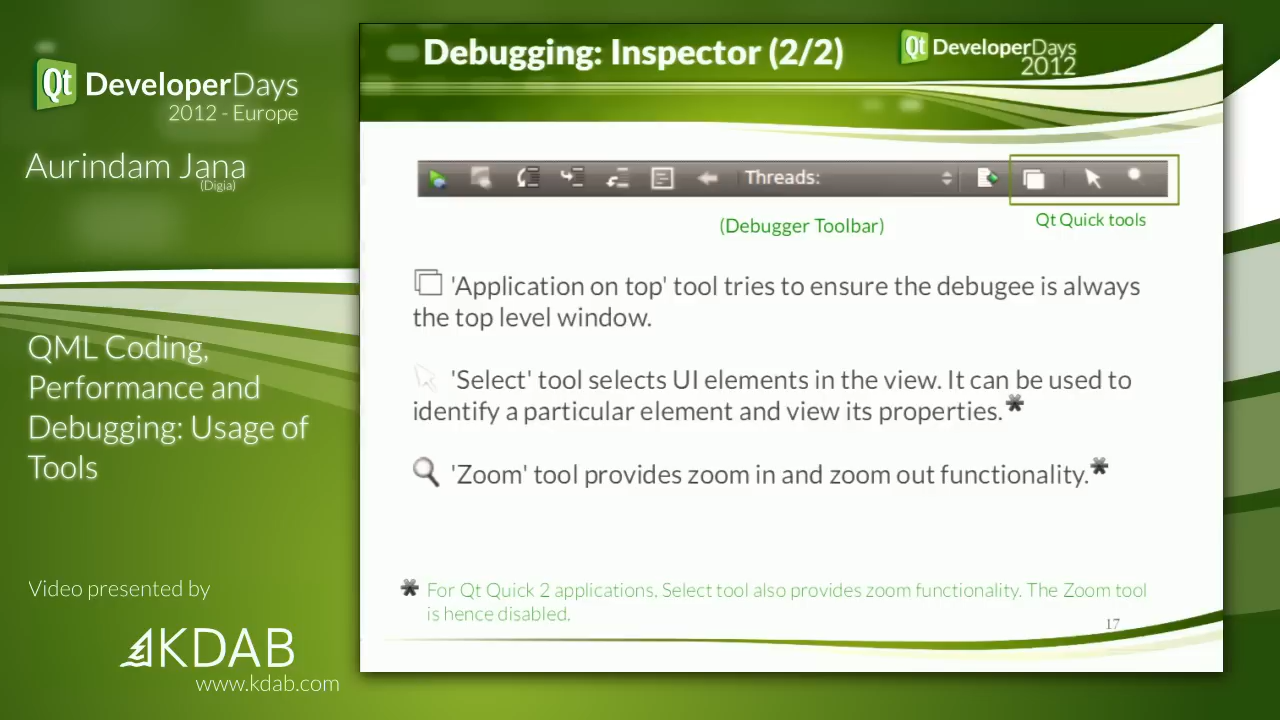 Qt DeveloperDays
2012 - Europe
Aurindam Jana
(Digia)
QML Coding,
Performance and
Debugging: Usage of
Tools
Video presented by
KDAB
www.kdab.com
Debugging: Inspector (2/2)
Qt DeveloperDays
2012
Threads:
(Debugger Toolbar)
Qt Quick tools
'Application on top' tool tries to ensure the debugee is always
the top level window.
'Select' tool selects UI elements in the view. It can be used to
identify a particular element and view its properties.*
'Zoom' tool provides zoom in and zoom out functionality.*
* For Qt Quick 2 applications, Select tool also provides zoom functionality. The Zoom tool
is hence disabled.
17